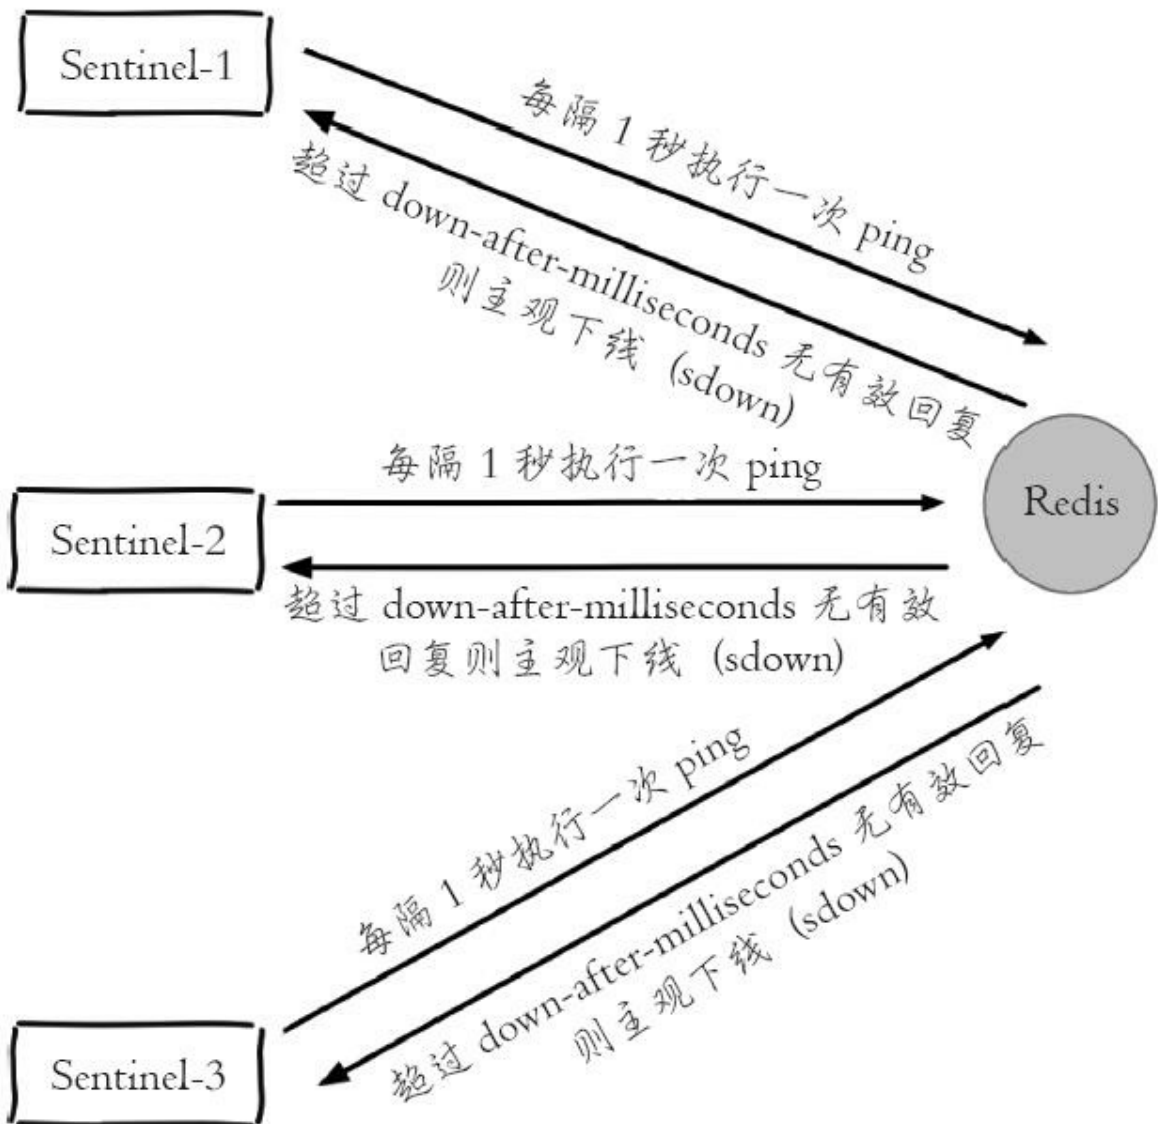 Sentinel-1
每隔 1 秒执行一次 ping
超过 down-after-milliseconds 无有效回复
则主观下线 (sdown)
每隔 1 秒执行一次 ping
Redis
Sentinel-2
超过 down-after-milliseconds 无有效
回复则主观下线 (sdown)
每隔 1 秒执行一次 ping
超过 down-after-milliseconds 无有效回复
则主观下线 (sdown)
Sentinel-3